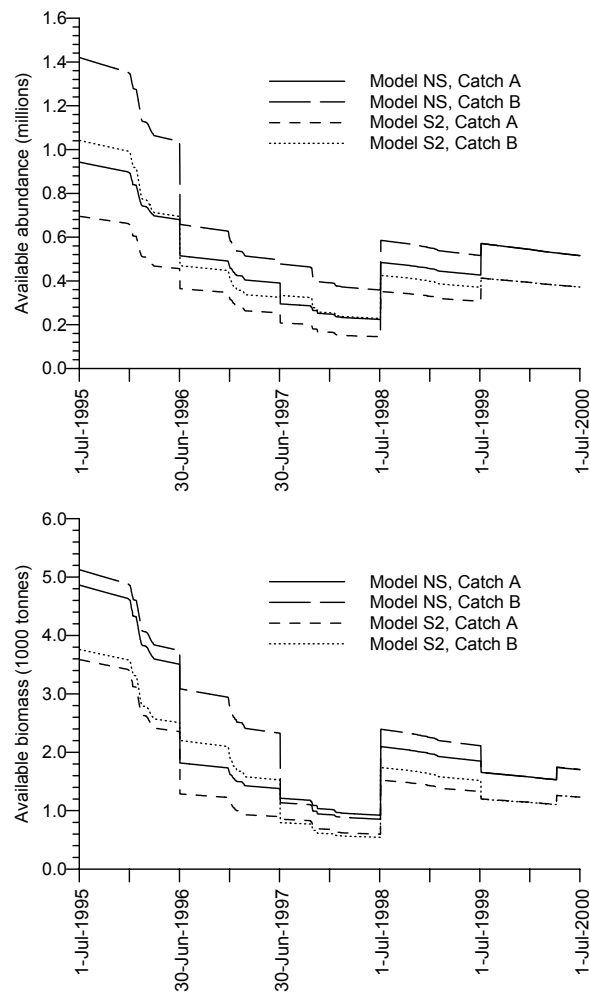 Available abundance (millions)
1.6
1.4
1.2
1.0
0.8
0.6
0.4
0.2
0.0
Model NS, Catch A
Model NS, Catch B
Model S2, Catch A
Model S2, Catch B
1-Jul-1995
30-Jun-1996
30-Jun-1997
1-Jul-1998
1-Jul-1999
1-Jul-2000
Available biomass (1000 tonnes)
6.0
5.0
4.0
3.0
2.0
1.0
0.0
Model NS, Catch A
Model NS, Catch B
Model S2, Catch A
Model S2, Catch B
1-Jul-1995
30-Jun-1996
30-Jun-1997
1-Jul-1998
1-Jul-1999
1-Jul-2000